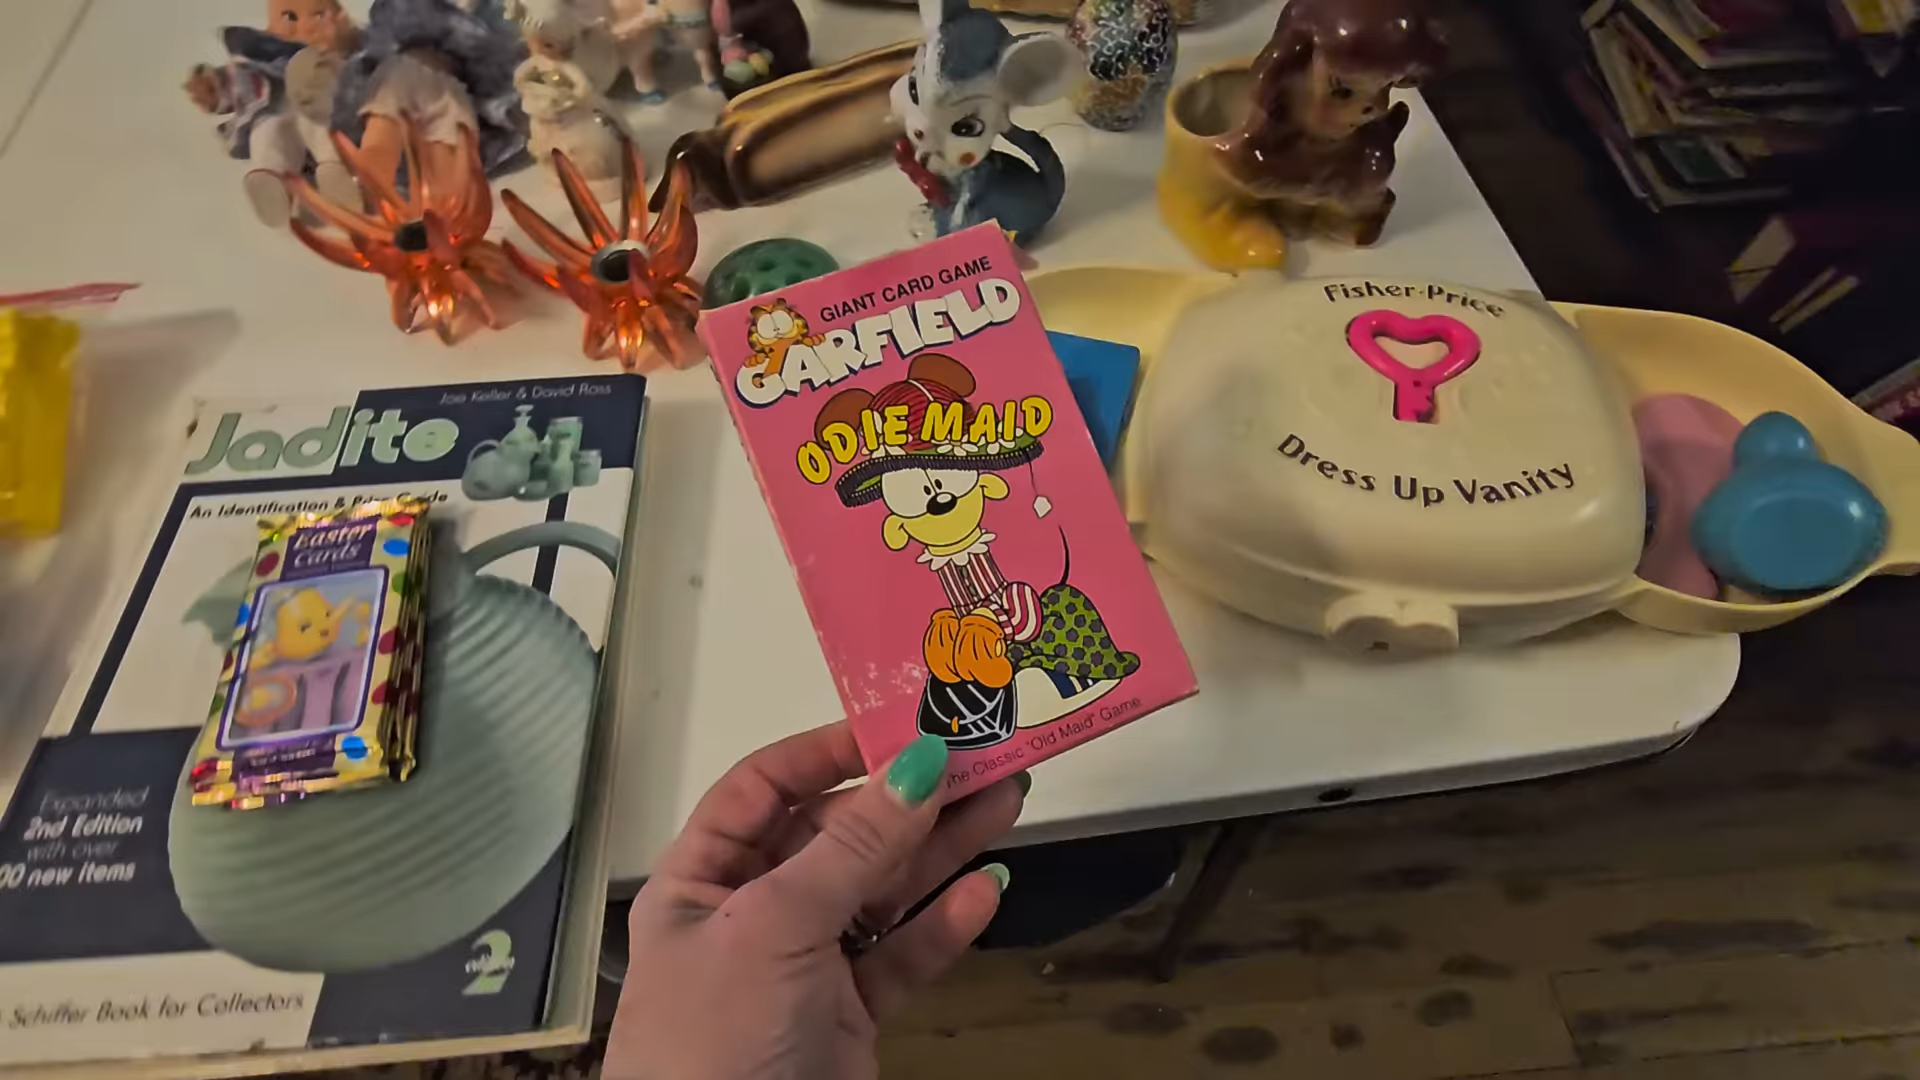 Joe Keller & David Ross
Jadite
An Identification & Price Guide
Easter
Cards
Expanded
2nd Edition
with over
00 new items
2
Schiffer Book for Collectors
GIANT CARD GAME
GARFIELD
ODIE MAID
The Classic "Old Maid" Game
Fisher-Price
Dress Up Vanity